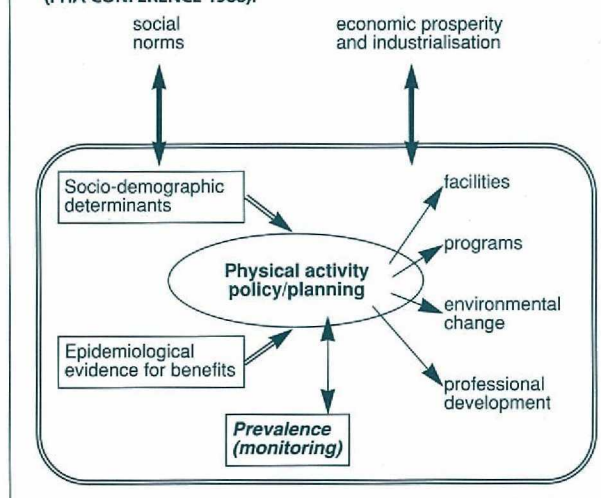 social
norms
economic prosperity
and industrialisation
Socio-demographic
determinants
facilities
programs
Physical activity
policy/planning
environmental
change
Epidemiological
evidence for benefits
professional
development
Prevalence
(monitoring)